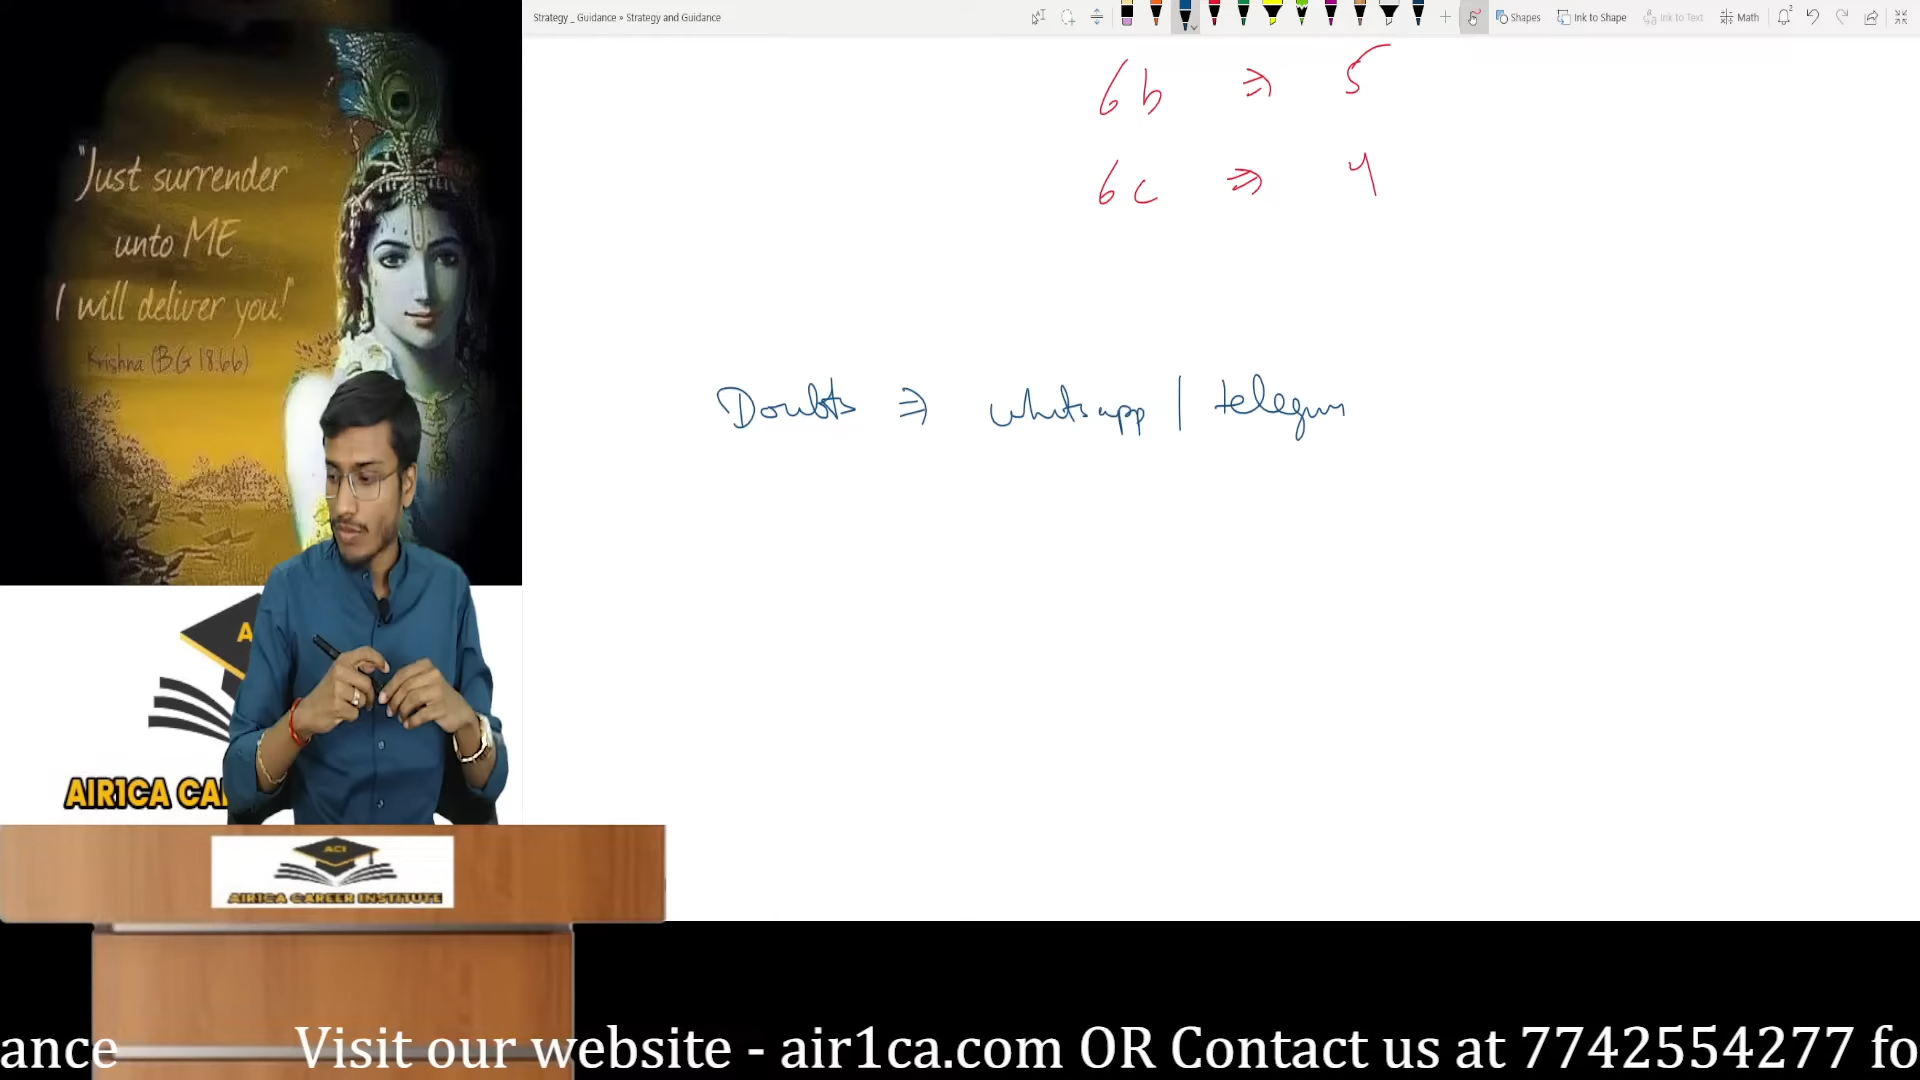 Strategy _ Guidance » Strategy and Guidance
Shapes
Ink to Shape
Ink to Text
Math
"Just surrender
unto ME
I will deliver you!"
Krishna (B.G 18.66)
6b ⇒ 5
6c ⇒ 4
Doubts ⇒ whatsapp | telegram
A
AIR1CA CA
ACI
AIR1CA CAREER INSTITUTE
ance Visit our website - air1ca.com OR Contact us at 7742554277 fo